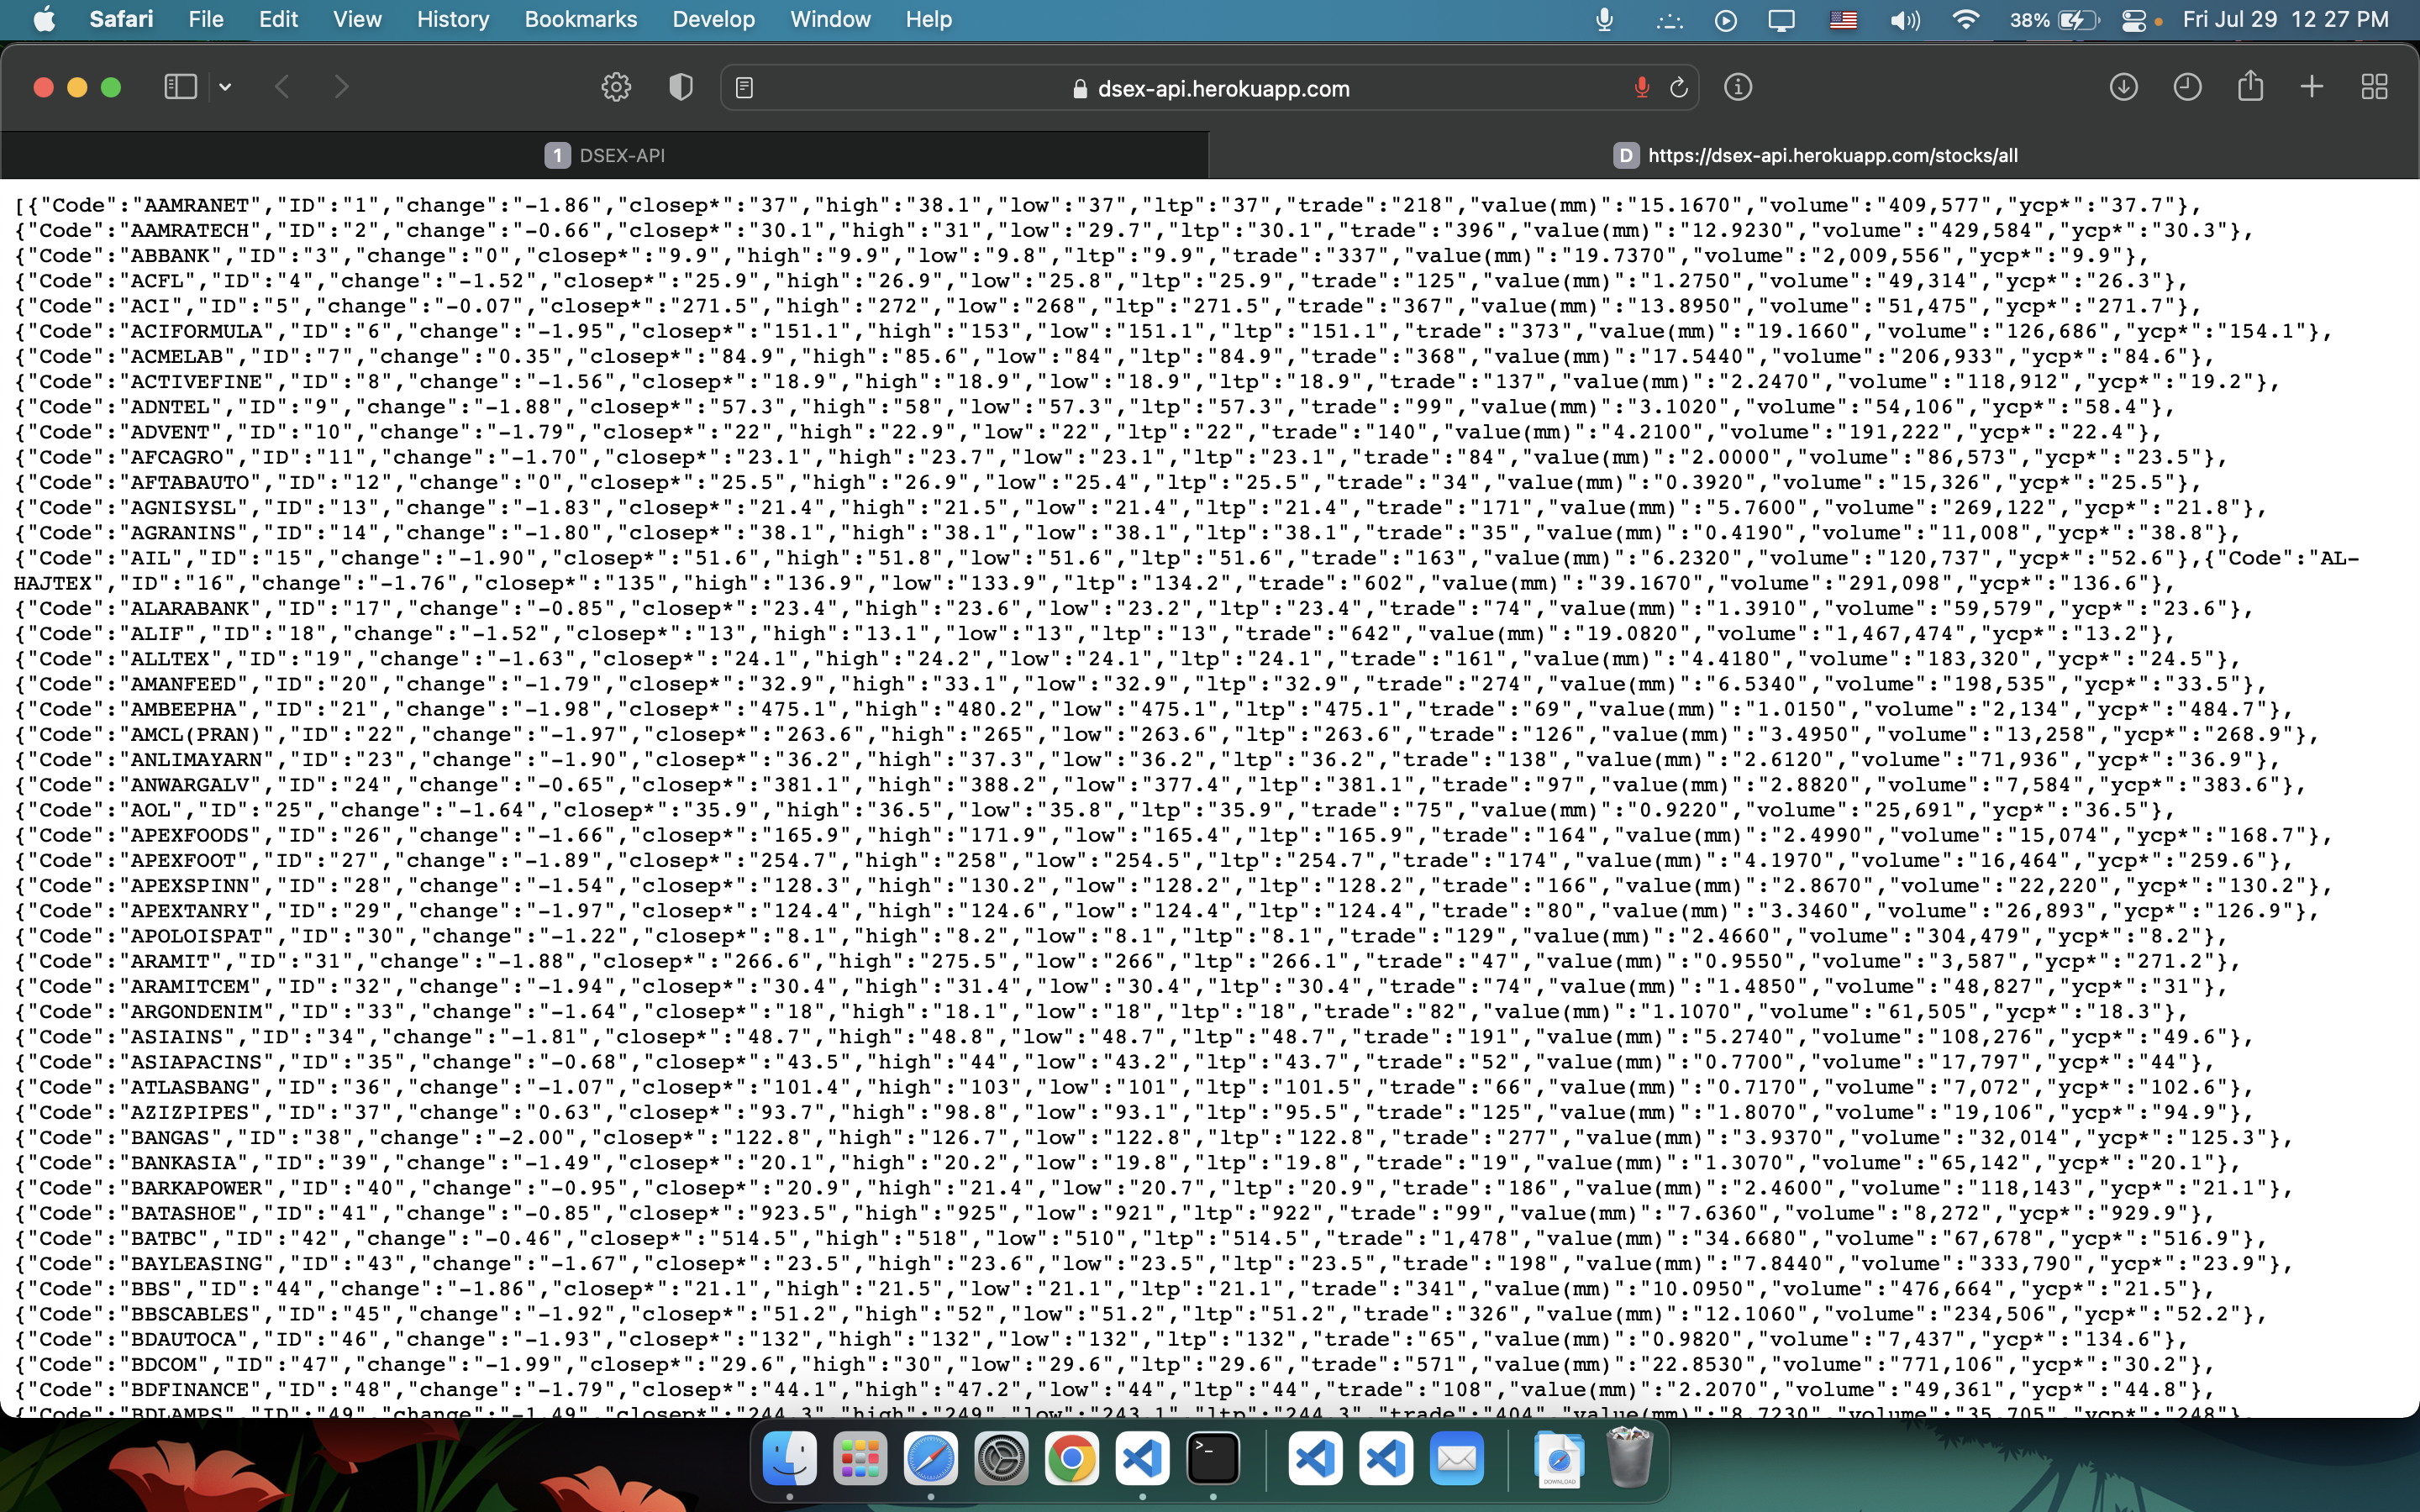 Safari File Edit View History Bookmarks Develop Window Help 38% Fri Jul 29 12 27 PM
dsex-api.herokuapp.com
1 DSEX-API D https://dsex-api.herokuapp.com/stocks/all
[{"Code":"AAMRANET","ID":"1","change":"-1.86","closep*":"37","high":"38.1","low":"37","ltp":"37","trade":"218","value(mm)":"15.1670","volume":"409,577","ycp*":"37.7"},
{"Code":"AAMRATECH","ID":"2","change":"-0.66","closep*":"30.1","high":"31","low":"29.7","ltp":"30.1","trade":"396","value(mm)":"12.9230","volume":"429,584","ycp*":"30.3"},
{"Code":"ABBANK","ID":"3","change":"0","closep*":"9.9","high":"9.9","low":"9.8","ltp":"9.9","trade":"337","value(mm)":"19.7370","volume":"2,009,556","ycp*":"9.9"},
{"Code":"ACFL","ID":"4","change":"-1.52","closep*":"25.9","high":"26.9","low":"25.8","ltp":"25.9","trade":"125","value(mm)":"1.2750","volume":"49,314","ycp*":"26.3"},
{"Code":"ACI","ID":"5","change":"-0.07","closep*":"271.5","high":"272","low":"268","ltp":"271.5","trade":"367","value(mm)":"13.8950","volume":"51,475","ycp*":"271.7"},
{"Code":"ACIFORMULA","ID":"6","change":"-1.95","closep*":"151.1","high":"153","low":"151.1","ltp":"151.1","trade":"373","value(mm)":"19.1660","volume":"126,686","ycp*":"154.1"},
{"Code":"ACMELAB","ID":"7","change":"0.35","closep*":"84.9","high":"85.6","low":"84","ltp":"84.9","trade":"368","value(mm)":"17.5440","volume":"206,933","ycp*":"84.6"},
{"Code":"ACTIVEFINE","ID":"8","change":"-1.56","closep*":"18.9","high":"18.9","low":"18.9","ltp":"18.9","trade":"137","value(mm)":"2.2470","volume":"118,912","ycp*":"19.2"},
{"Code":"ADNTEL","ID":"9","change":"-1.88","closep*":"57.3","high":"58","low":"57.3","ltp":"57.3","trade":"99","value(mm)":"3.1020","volume":"54,106","ycp*":"58.4"},
{"Code":"ADVENT","ID":"10","change":"-1.79","closep*":"22","high":"22.9","low":"22","ltp":"22","trade":"140","value(mm)":"4.2100","volume":"191,222","ycp*":"22.4"},
{"Code":"AFCAGRO","ID":"11","change":"-1.70","closep*":"23.1","high":"23.7","low":"23.1","ltp":"23.1","trade":"84","value(mm)":"2.0000","volume":"86,573","ycp*":"23.5"},
{"Code":"AFTABAUTO","ID":"12","change":"0","closep*":"25.5","high":"26.9","low":"25.4","ltp":"25.5","trade":"34","value(mm)":"0.3920","volume":"15,326","ycp*":"25.5"},
{"Code":"AGNISYSL","ID":"13","change":"-1.83","closep*":"21.4","high":"21.5","low":"21.4","ltp":"21.4","trade":"171","value(mm)":"5.7600","volume":"269,122","ycp*":"21.8"},
{"Code":"AGRANINS","ID":"14","change":"-1.80","closep*":"38.1","high":"38.1","low":"38.1","ltp":"38.1","trade":"35","value(mm)":"0.4190","volume":"11,008","ycp*":"38.8"},
{"Code":"AIL","ID":"15","change":"-1.90","closep*":"51.6","high":"51.8","low":"51.6","ltp":"51.6","trade":"163","value(mm)":"6.2320","volume":"120,737","ycp*":"52.6"},{"Code":"AL-
HAJTEX","ID":"16","change":"-1.76","closep*":"135","high":"136.9","low":"133.9","ltp":"134.2","trade":"602","value(mm)":"39.1670","volume":"291,098","ycp*":"136.6"},
{"Code":"ALARABANK","ID":"17","change":"-0.85","closep*":"23.4","high":"23.6","low":"23.2","ltp":"23.4","trade":"74","value(mm)":"1.3910","volume":"59,579","ycp*":"23.6"},
{"Code":"ALIF","ID":"18","change":"-1.52","closep*":"13","high":"13.1","low":"13","ltp":"13","trade":"642","value(mm)":"19.0820","volume":"1,467,474","ycp*":"13.2"},
{"Code":"ALLTEX","ID":"19","change":"-1.63","closep*":"24.1","high":"24.2","low":"24.1","ltp":"24.1","trade":"161","value(mm)":"4.4180","volume":"183,320","ycp*":"24.5"},
{"Code":"AMANFEED","ID":"20","change":"-1.79","closep*":"32.9","high":"33.1","low":"32.9","ltp":"32.9","trade":"274","value(mm)":"6.5340","volume":"198,535","ycp*":"33.5"},
{"Code":"AMBEEPHA","ID":"21","change":"-1.98","closep*":"475.1","high":"480.2","low":"475.1","ltp":"475.1","trade":"69","value(mm)":"1.0150","volume":"2,134","ycp*":"484.7"},
{"Code":"AMCL(PRAN)","ID":"22","change":"-1.97","closep*":"263.6","high":"265","low":"263.6","ltp":"263.6","trade":"126","value(mm)":"3.4950","volume":"13,258","ycp*":"268.9"},
{"Code":"ANLIMAYARN","ID":"23","change":"-1.90","closep*":"36.2","high":"37.3","low":"36.2","ltp":"36.2","trade":"138","value(mm)":"2.6120","volume":"71,936","ycp*":"36.9"},
{"Code":"ANWARGALV","ID":"24","change":"-0.65","closep*":"381.1","high":"388.2","low":"377.4","ltp":"381.1","trade":"97","value(mm)":"2.8820","volume":"7,584","ycp*":"383.6"},
{"Code":"AOL","ID":"25","change":"-1.64","closep*":"35.9","high":"36.5","low":"35.8","ltp":"35.9","trade":"75","value(mm)":"0.9220","volume":"25,691","ycp*":"36.5"},
{"Code":"APEXFOODS","ID":"26","change":"-1.66","closep*":"165.9","high":"171.9","low":"165.4","ltp":"165.9","trade":"164","value(mm)":"2.4990","volume":"15,074","ycp*":"168.7"},
{"Code":"APEXFOOT","ID":"27","change":"-1.89","closep*":"254.7","high":"258","low":"254.5","ltp":"254.7","trade":"174","value(mm)":"4.1970","volume":"16,464","ycp*":"259.6"},
{"Code":"APEXSPINN","ID":"28","change":"-1.54","closep*":"128.3","high":"130.2","low":"128.2","ltp":"128.2","trade":"166","value(mm)":"2.8670","volume":"22,220","ycp*":"130.2"},
{"Code":"APEXTANRY","ID":"29","change":"-1.97","closep*":"124.4","high":"124.6","low":"124.4","ltp":"124.4","trade":"80","value(mm)":"3.3460","volume":"26,893","ycp*":"126.9"},
{"Code":"APOLOISPAT","ID":"30","change":"-1.22","closep*":"8.1","high":"8.2","low":"8.1","ltp":"8.1","trade":"129","value(mm)":"2.4660","volume":"304,479","ycp*":"8.2"},
{"Code":"ARAMIT","ID":"31","change":"-1.88","closep*":"266.6","high":"275.5","low":"266","ltp":"266.1","trade":"47","value(mm)":"0.9550","volume":"3,587","ycp*":"271.2"},
{"Code":"ARAMITCEM","ID":"32","change":"-1.94","closep*":"30.4","high":"31.4","low":"30.4","ltp":"30.4","trade":"74","value(mm)":"1.4850","volume":"48,827","ycp*":"31"},
{"Code":"ARGONDENIM","ID":"33","change":"-1.64","closep*":"18","high":"18.1","low":"18","ltp":"18","trade":"82","value(mm)":"1.1070","volume":"61,505","ycp*":"18.3"},
{"Code":"ASIAINS","ID":"34","change":"-1.81","closep*":"48.7","high":"48.8","low":"48.7","ltp":"48.7","trade":"191","value(mm)":"5.2740","volume":"108,276","ycp*":"49.6"},
{"Code":"ASIAPACINS","ID":"35","change":"-0.68","closep*":"43.5","high":"44","low":"43.2","ltp":"43.7","trade":"52","value(mm)":"0.7700","volume":"17,797","ycp*":"44"},
{"Code":"ATLASBANG","ID":"36","change":"-1.07","closep*":"101.4","high":"103","low":"101","ltp":"101.5","trade":"66","value(mm)":"0.7170","volume":"7,072","ycp*":"102.6"},
{"Code":"AZIZPIPES","ID":"37","change":"0.63","closep*":"93.7","high":"98.8","low":"93.1","ltp":"95.5","trade":"125","value(mm)":"1.8070","volume":"19,106","ycp*":"94.9"},
{"Code":"BANGAS","ID":"38","change":"-2.00","closep*":"122.8","high":"126.7","low":"122.8","ltp":"122.8","trade":"277","value(mm)":"3.9370","volume":"32,014","ycp*":"125.3"},
{"Code":"BANKASIA","ID":"39","change":"-1.49","closep*":"20.1","high":"20.2","low":"19.8","ltp":"19.8","trade":"19","value(mm)":"1.3070","volume":"65,142","ycp*":"20.1"},
{"Code":"BARKAPOWER","ID":"40","change":"-0.95","closep*":"20.9","high":"21.4","low":"20.7","ltp":"20.9","trade":"186","value(mm)":"2.4600","volume":"118,143","ycp*":"21.1"},
{"Code":"BATASHOE","ID":"41","change":"-0.85","closep*":"923.5","high":"925","low":"921","ltp":"922","trade":"99","value(mm)":"7.6360","volume":"8,272","ycp*":"929.9"},
{"Code":"BATBC","ID":"42","change":"-0.46","closep*":"514.5","high":"518","low":"510","ltp":"514.5","trade":"1,478","value(mm)":"34.6680","volume":"67,678","ycp*":"516.9"},
{"Code":"BAYLEASING","ID":"43","change":"-1.67","closep*":"23.5","high":"23.6","low":"23.5","ltp":"23.5","trade":"198","value(mm)":"7.8440","volume":"333,790","ycp*":"23.9"},
{"Code":"BBS","ID":"44","change":"-1.86","closep*":"21.1","high":"21.5","low":"21.1","ltp":"21.1","trade":"341","value(mm)":"10.0950","volume":"476,664","ycp*":"21.5"},
{"Code":"BBSCABLES","ID":"45","change":"-1.92","closep*":"51.2","high":"52","low":"51.2","ltp":"51.2","trade":"326","value(mm)":"12.1060","volume":"234,506","ycp*":"52.2"},
{"Code":"BDAUTOCA","ID":"46","change":"-1.93","closep*":"132","high":"132","low":"132","ltp":"132","trade":"65","value(mm)":"0.9820","volume":"7,437","ycp*":"134.6"},
{"Code":"BDCOM","ID":"47","change":"-1.99","closep*":"29.6","high":"30","low":"29.6","ltp":"29.6","trade":"571","value(mm)":"22.8530","volume":"771,106","ycp*":"30.2"},
{"Code":"BDFINANCE","ID":"48","change":"-1.79","closep*":"44.1","high":"47.2","low":"44","ltp":"44","trade":"108","value(mm)":"2.2070","volume":"49,361","ycp*":"44.8"},
{"Code":"BDLAMPS","ID":"49","change":"-1.49","closep*":"244.3","high":"249","low":"243.1","ltp":"244.3","trade":"404","value(mm)":"8.7230","volume":"35,705","ycp*":"248"},
DOWNLOAD